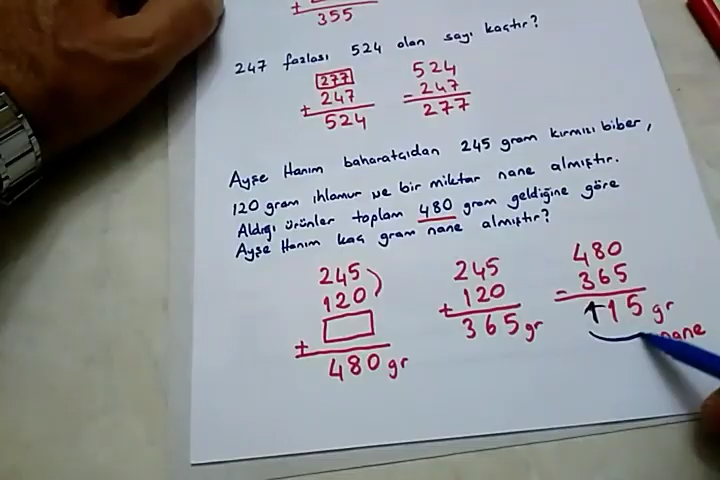 +
355
247 fazlası 524 olan sayı kaçtır?
277
+ 247
524
524
= 247
277
Ayşe Hanım baharatçıdan 245 gram kırmızı biber,
120 gram ıhlamur ve bir miktar nane almıştır.
Aldığı ürünler toplam 480 gram geldiğine göre
Ayşe Hanım kaç gram nane almıştır?
245
120
+
480 gr
245
+ 120
365 gr
480
= 365
115 gr
nane